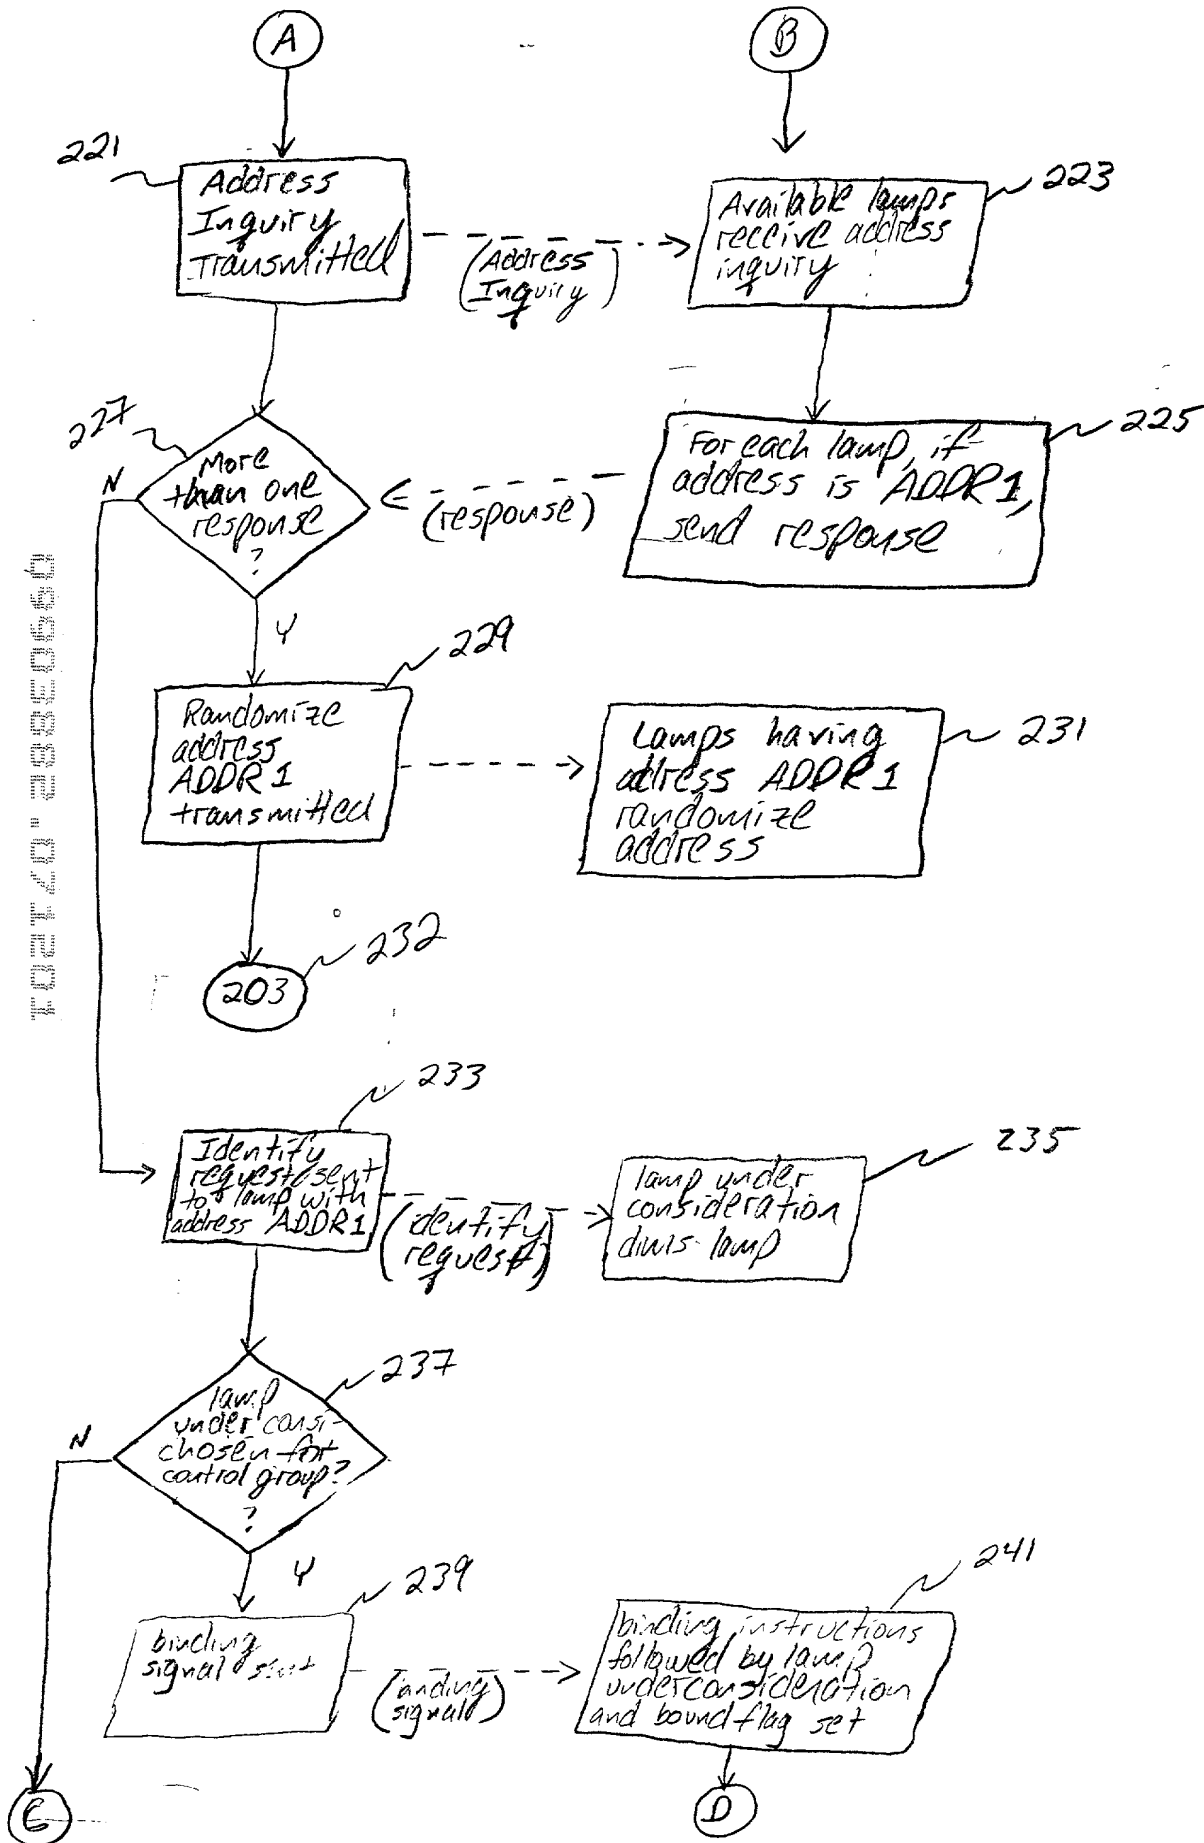 A
B
221
Address
Inquiry
Transmitted
(Address
Inquiry)
223
Available lamps
receive address
inquiry
227
More
than one
response
?
N
Y
(response)
225
For each lamp, if
address is ADDR1,
send response
229
Randomize
address
ADDR1
transmitted
231
Lamps having
address ADDR1
randomize
address
203
232
233
Identify
request sent
to lamp with
address ADDR1
(identify
request)
235
lamp under
consideration
dims lamp
237
lamp
under consi-
chosen for
control group?
?
N
Y
239
binding
signal sent
(binding
signal)
241
binding instructions
followed by lamp
under consideration
and bound flag set
D
09903882.071201